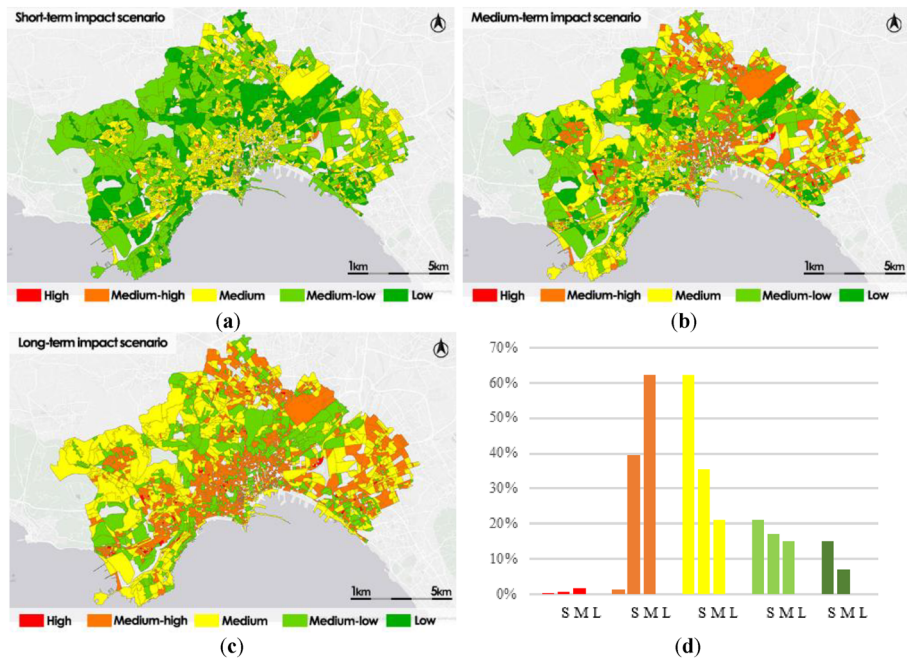 Short-term impact scenario
1km 5km
High Medium-high Medium Medium-low Low
(a)
Medium-term impact scenario
1km 5km
High Medium-high Medium Medium-low Low
(b)
Long-term impact scenario
1km 5km
High Medium-high Medium Medium-low Low
(c)
70%
60%
50%
40%
30%
20%
10%
0%
S M L S M L S M L S M L S M L
(d)